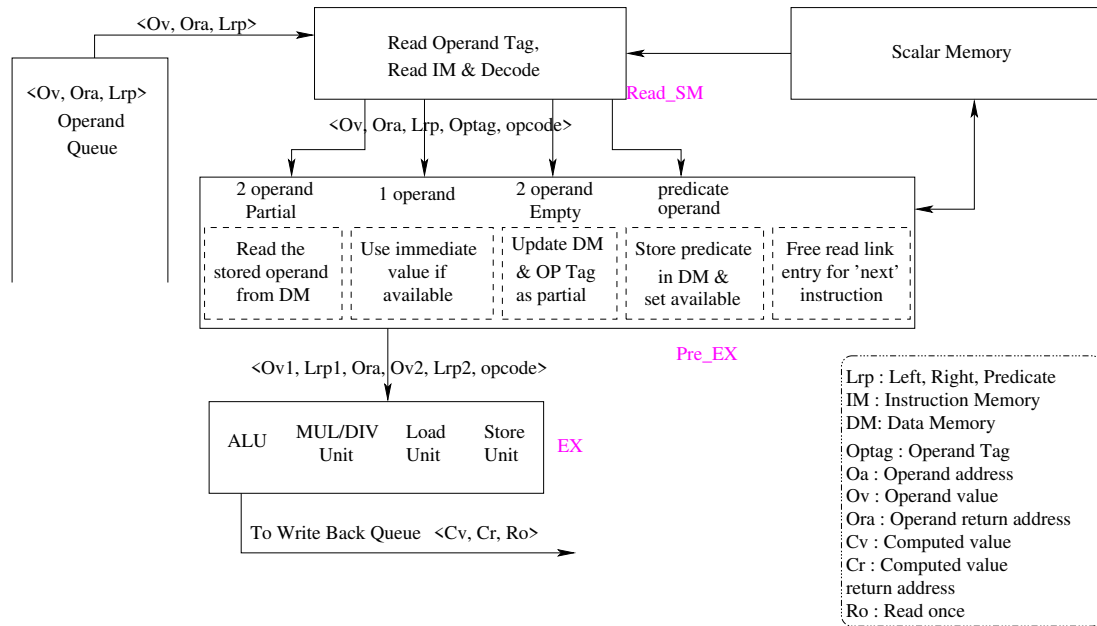 <Ov, Ora, Lrp>
Read Operand Tag,
Read IM & Decode
Scalar Memory
<Ov, Ora, Lrp>
Operand
Queue
Read_SM
<Ov, Ora, Lrp, Optag, opcode>
2 operand
Partial
1 operand
2 operand
Empty
predicate
operand
Read the
stored operand
from DM
Use immediate
value if
available
Update DM
& OP Tag
as partial
Store predicate
in DM &
set available
Free read link
entry for 'next'
instruction
Pre_EX
<Ov1, Lrp1, Ora, Ov2, Lrp2, opcode>
ALU
MUL/DIV
Unit
Load
Unit
Store
Unit
EX
To Write Back Queue <Cv, Cr, Ro>
Lrp : Left, Right, Predicate
IM : Instruction Memory
DM: Data Memory
Optag : Operand Tag
Oa : Operand address
Ov : Operand value
Ora : Operand return address
Cv : Computed value
Cr : Computed value
return address
Ro : Read once